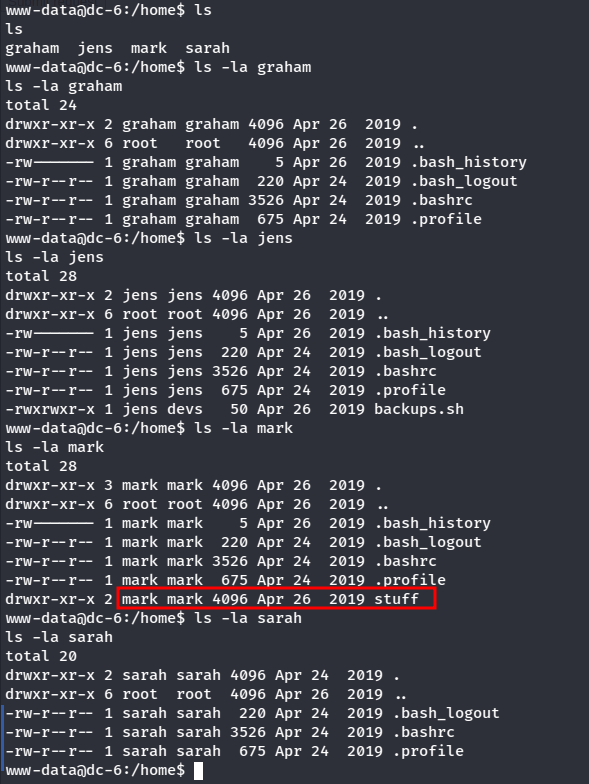 www-data@dc-6:/home$ ls
ls
graham  jens  mark  sarah
www-data@dc-6:/home$ ls -la graham
ls -la graham
total 24
drwxr-xr-x 2 graham graham 4096 Apr 26  2019 .
drwxr-xr-x 6 root   root   4096 Apr 26  2019 ..
-rw------- 1 graham graham    5 Apr 26  2019 .bash_history
-rw-r--r-- 1 graham graham  220 Apr 24  2019 .bash_logout
-rw-r--r-- 1 graham graham 3526 Apr 24  2019 .bashrc
-rw-r--r-- 1 graham graham  675 Apr 24  2019 .profile
www-data@dc-6:/home$ ls -la jens
ls -la jens
total 28
drwxr-xr-x 2 jens jens 4096 Apr 26  2019 .
drwxr-xr-x 6 root root 4096 Apr 26  2019 ..
-rw------- 1 jens jens    5 Apr 26  2019 .bash_history
-rw-r--r-- 1 jens jens  220 Apr 24  2019 .bash_logout
-rw-r--r-- 1 jens jens 3526 Apr 24  2019 .bashrc
-rw-r--r-- 1 jens jens  675 Apr 24  2019 .profile
-rwxrwxr-x 1 jens devs   50 Apr 26  2019 backups.sh
www-data@dc-6:/home$ ls -la mark
ls -la mark
total 28
drwxr-xr-x 3 mark mark 4096 Apr 26  2019 .
drwxr-xr-x 6 root root 4096 Apr 26  2019 ..
-rw------- 1 mark mark    5 Apr 26  2019 .bash_history
-rw-r--r-- 1 mark mark  220 Apr 24  2019 .bash_logout
-rw-r--r-- 1 mark mark 3526 Apr 24  2019 .bashrc
-rw-r--r-- 1 mark mark  675 Apr 24  2019 .profile
drwxr-xr-x 2 mark mark 4096 Apr 26  2019 stuff
www-data@dc-6:/home$ ls -la sarah
ls -la sarah
total 20
drwxr-xr-x 2 sarah sarah 4096 Apr 24  2019 .
drwxr-xr-x 6 root  root  4096 Apr 26  2019 ..
-rw-r--r-- 1 sarah sarah  220 Apr 24  2019 .bash_logout
-rw-r--r-- 1 sarah sarah 3526 Apr 24  2019 .bashrc
-rw-r--r-- 1 sarah sarah  675 Apr 24  2019 .profile
www-data@dc-6:/home$